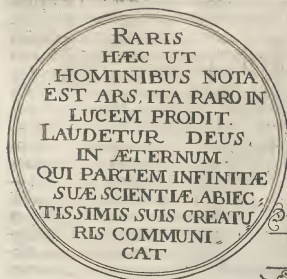 RARIS
HÆC UT
HOMINIBUS NOTA
EST ARS, ITA RARO IN
LUCEM PRODIT.
LAUDETUR DEUS,
IN ÆTERNUM.
QUI PARTEM INFINITÆ
SUÆ SCIENTIÆ ABIEC-
TISSIMIS SUIS CREATU
RIS COMMUNI-
CAT